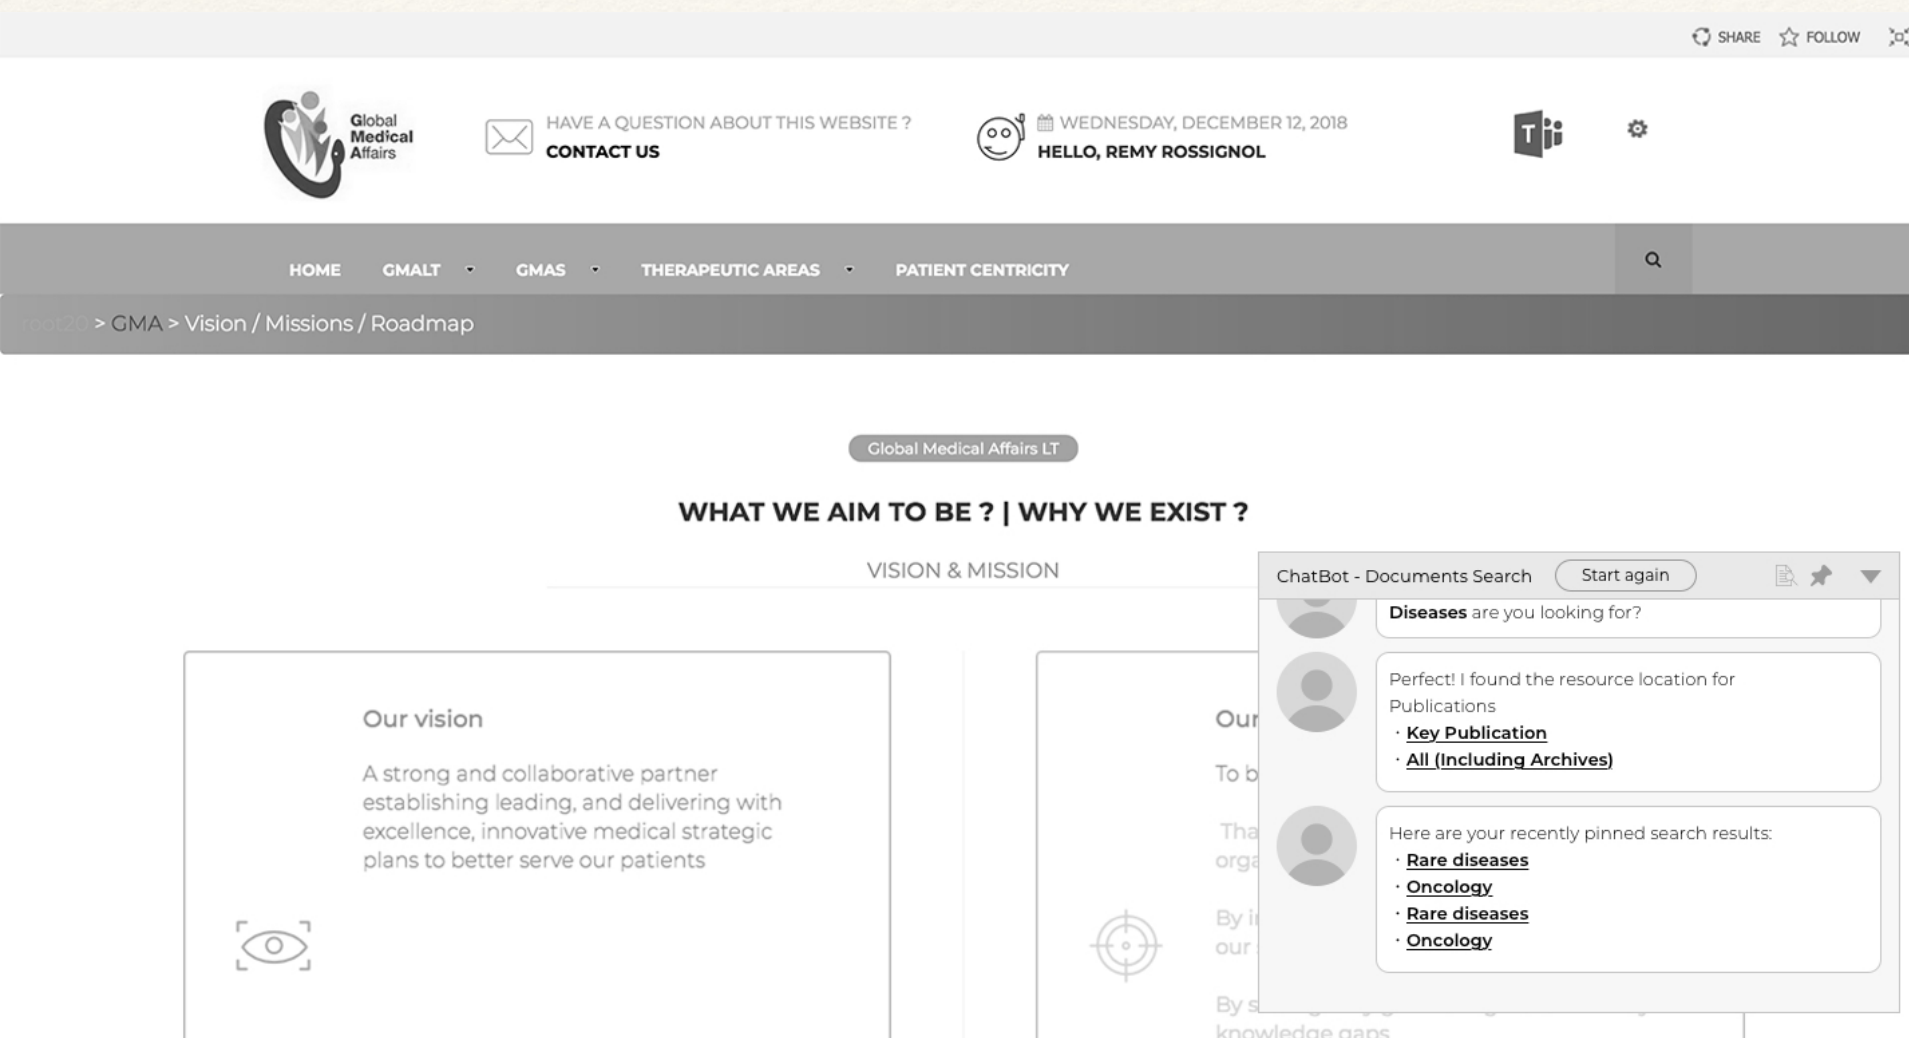 SHARE FOLLOW
Global
Medical
Affairs
HAVE A QUESTION ABOUT THIS WEBSITE ?
CONTACT US
WEDNESDAY, DECEMBER 12, 2018
HELLO, REMY ROSSIGNOL
T
HOME GMALT GMAS THERAPEUTIC AREAS PATIENT CENTRICITY
root20 > GMA > Vision / Missions / Roadmap
Global Medical Affairs LT
WHAT WE AIM TO BE ? | WHY WE EXIST ?
VISION & MISSION
Our vision
A strong and collaborative partner
establishing leading, and delivering with
excellence, innovative medical strategic
plans to better serve our patients
Our
To b
Tha
orga
By i
our
By s
knowledge gaps
ChatBot - Documents Search Start again
Diseases are you looking for?
Perfect! I found the resource location for
Publications
· Key Publication
· All (Including Archives)
Here are your recently pinned search results:
· Rare diseases
· Oncology
· Rare diseases
· Oncology